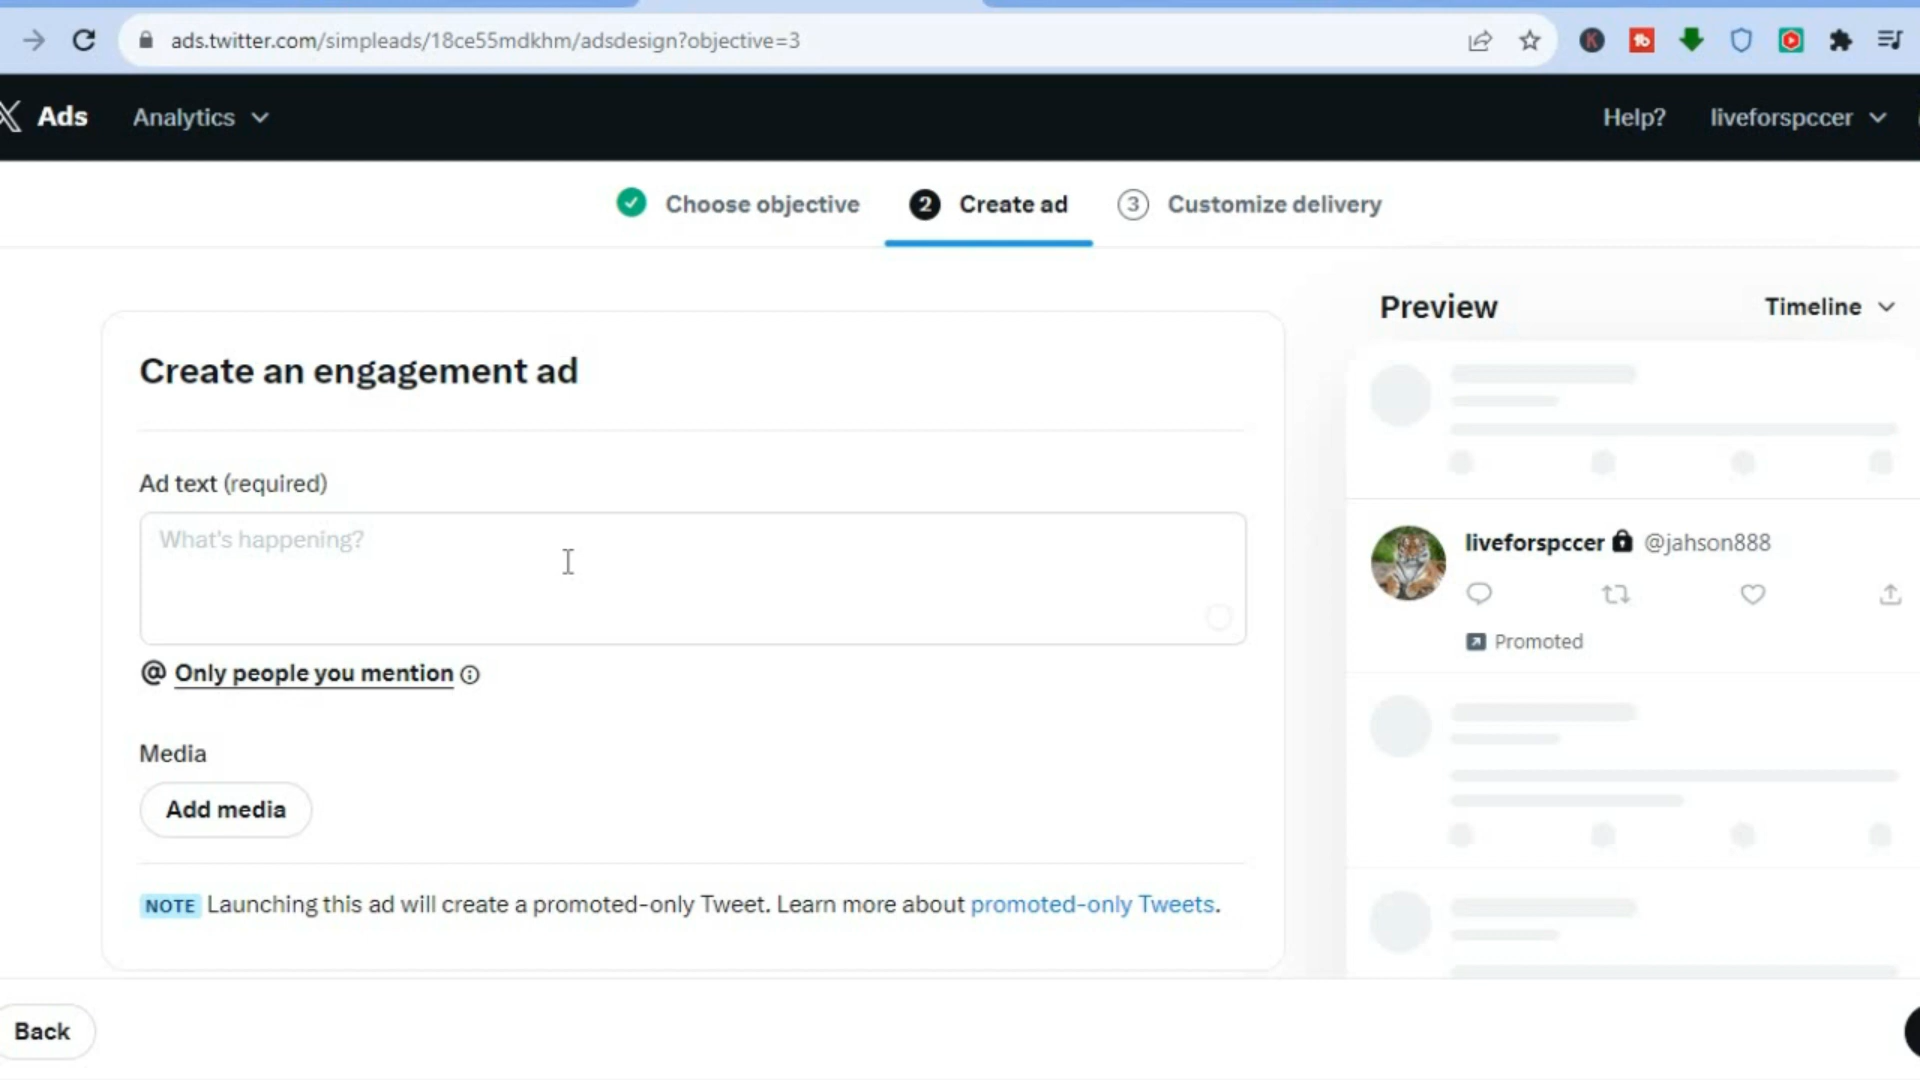 ads.twitter.com/simpleads/18ce55mdkhm/adsdesign?objective=3
X Ads Analytics Help? liveforspccer
Choose objective 2 Create ad 3 Customize delivery
Preview Timeline
Create an engagement ad
Ad text (required)
What's happening?
liveforspccer @jahson888
Promoted
@ Only people you mention
Media
Add media
NOTE Launching this ad will create a promoted-only Tweet. Learn more about promoted-only Tweets.
Back